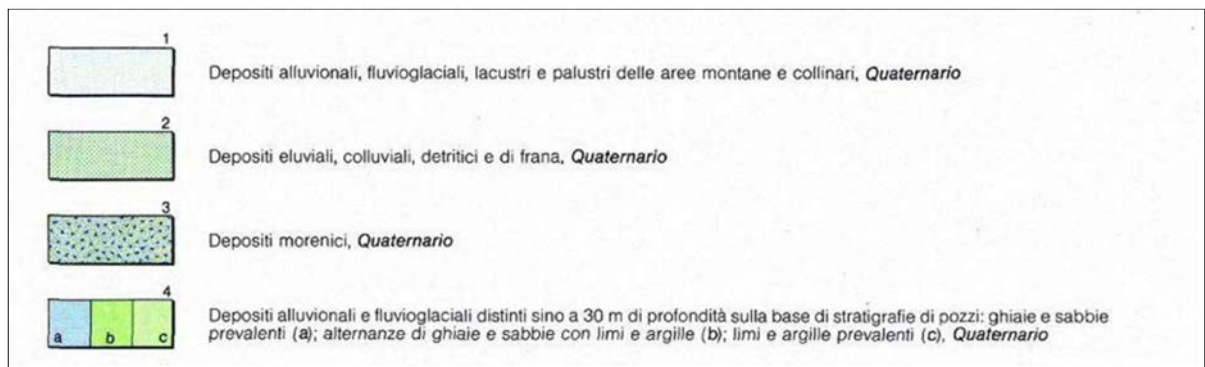 1
Depositi alluvionali, fluvioglaciali, lacustri e palustri delle aree montane e collinari, Quaternario
2
Depositi eluviali, colluviali, detritici e di frana, Quaternario
3
Depositi morenici, Quaternario
4
a b c
Depositi alluvionali e fluvioglaciali distinti sino a 30 m di profondità sulla base di stratigrafie di pozzi: ghiaie e sabbie
prevalenti (a); alternanze di ghiaie e sabbie con limi e argille (b); limi e argille prevalenti (c), Quaternario